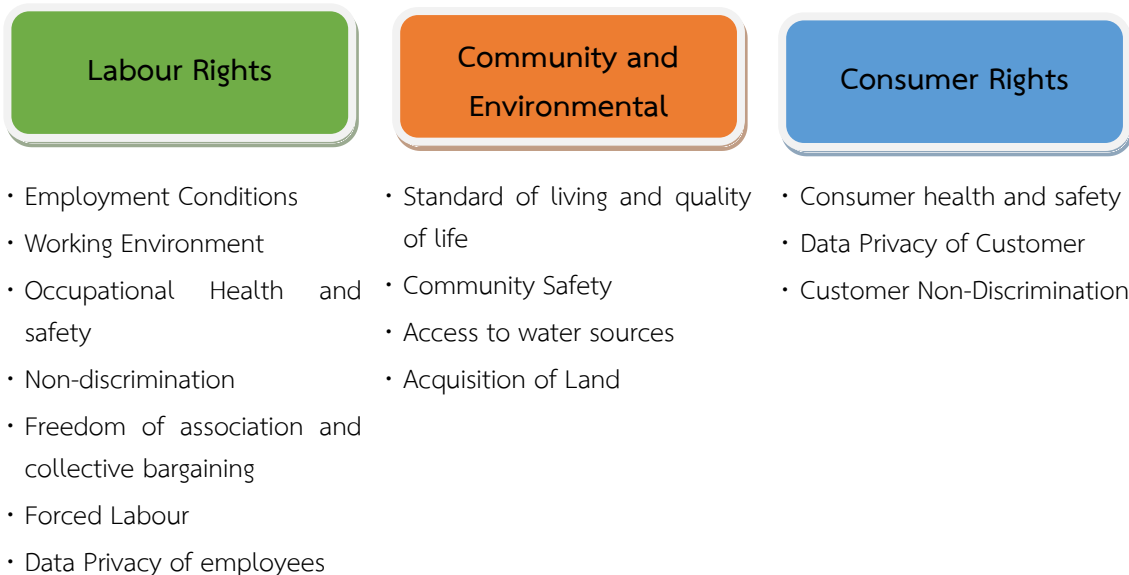 Labour Rights
· Employment Conditions
· Working Environment
· Occupational Health and
safety
· Non-discrimination
· Freedom of association and
collective bargaining
· Forced Labour
· Data Privacy of employees
Community and
Environmental
· Standard of living and quality
of life
· Community Safety
· Access to water sources
· Acquisition of Land
Consumer Rights
· Consumer health and safety
· Data Privacy of Customer
· Customer Non-Discrimination